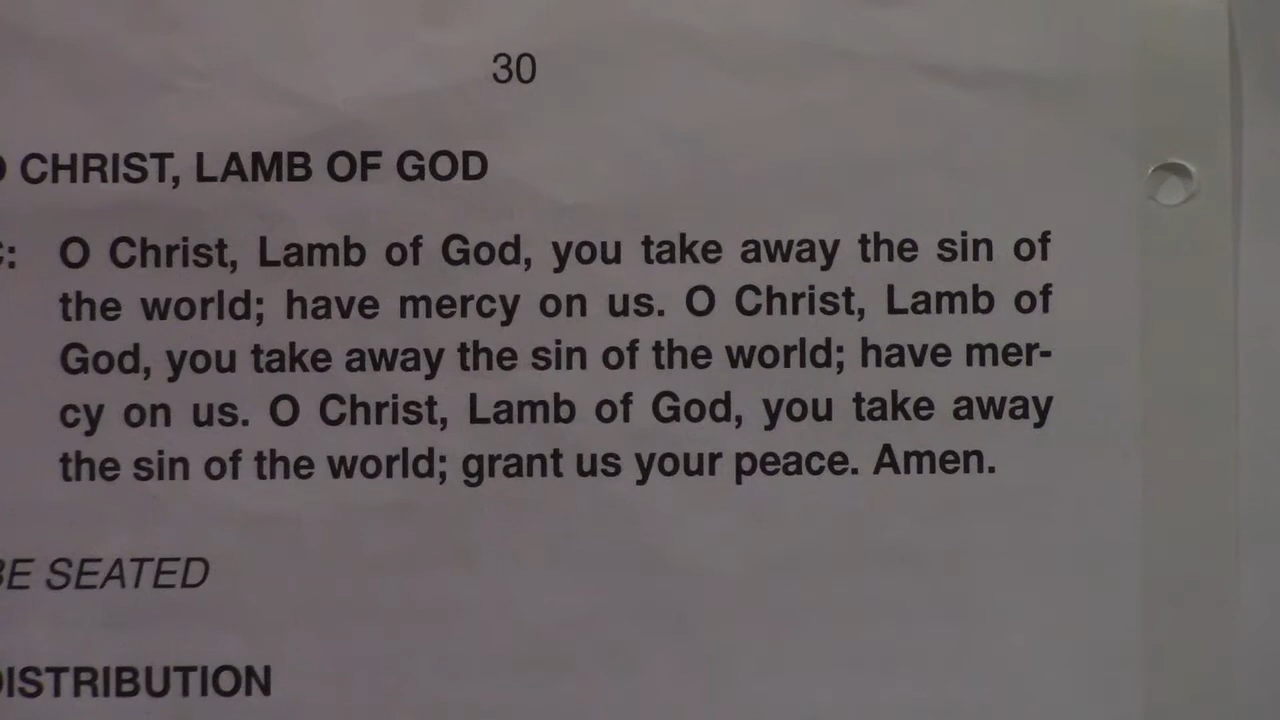 30
CHRIST, LAMB OF GOD
: O Christ, Lamb of God, you take away the sin of
the world; have mercy on us. O Christ, Lamb of
God, you take away the sin of the world; have mer-
cy on us. O Christ, Lamb of God, you take away
the sin of the world; grant us your peace. Amen.
BE SEATED
DISTRIBUTION